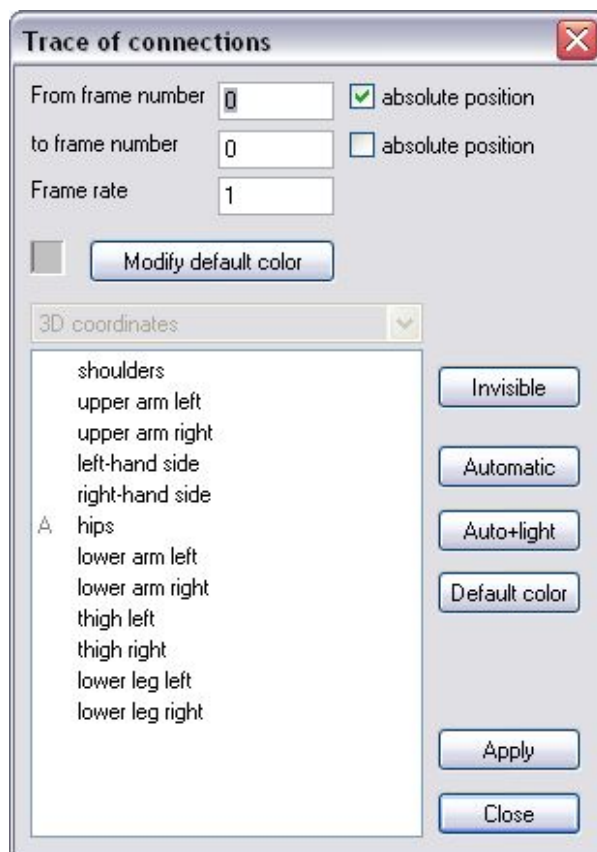 Trace of connections
From frame number 0 absolute position
to frame number 0 absolute position
Frame rate 1
Modify default color
3D coordinates
shoulders
Invisible
upper arm left
upper arm right
left-hand side
Automatic
right-hand side
A hips
Auto+light
lower arm left
lower arm right
Default color
thigh left
thigh right
lower leg left
lower leg right
Apply
Close